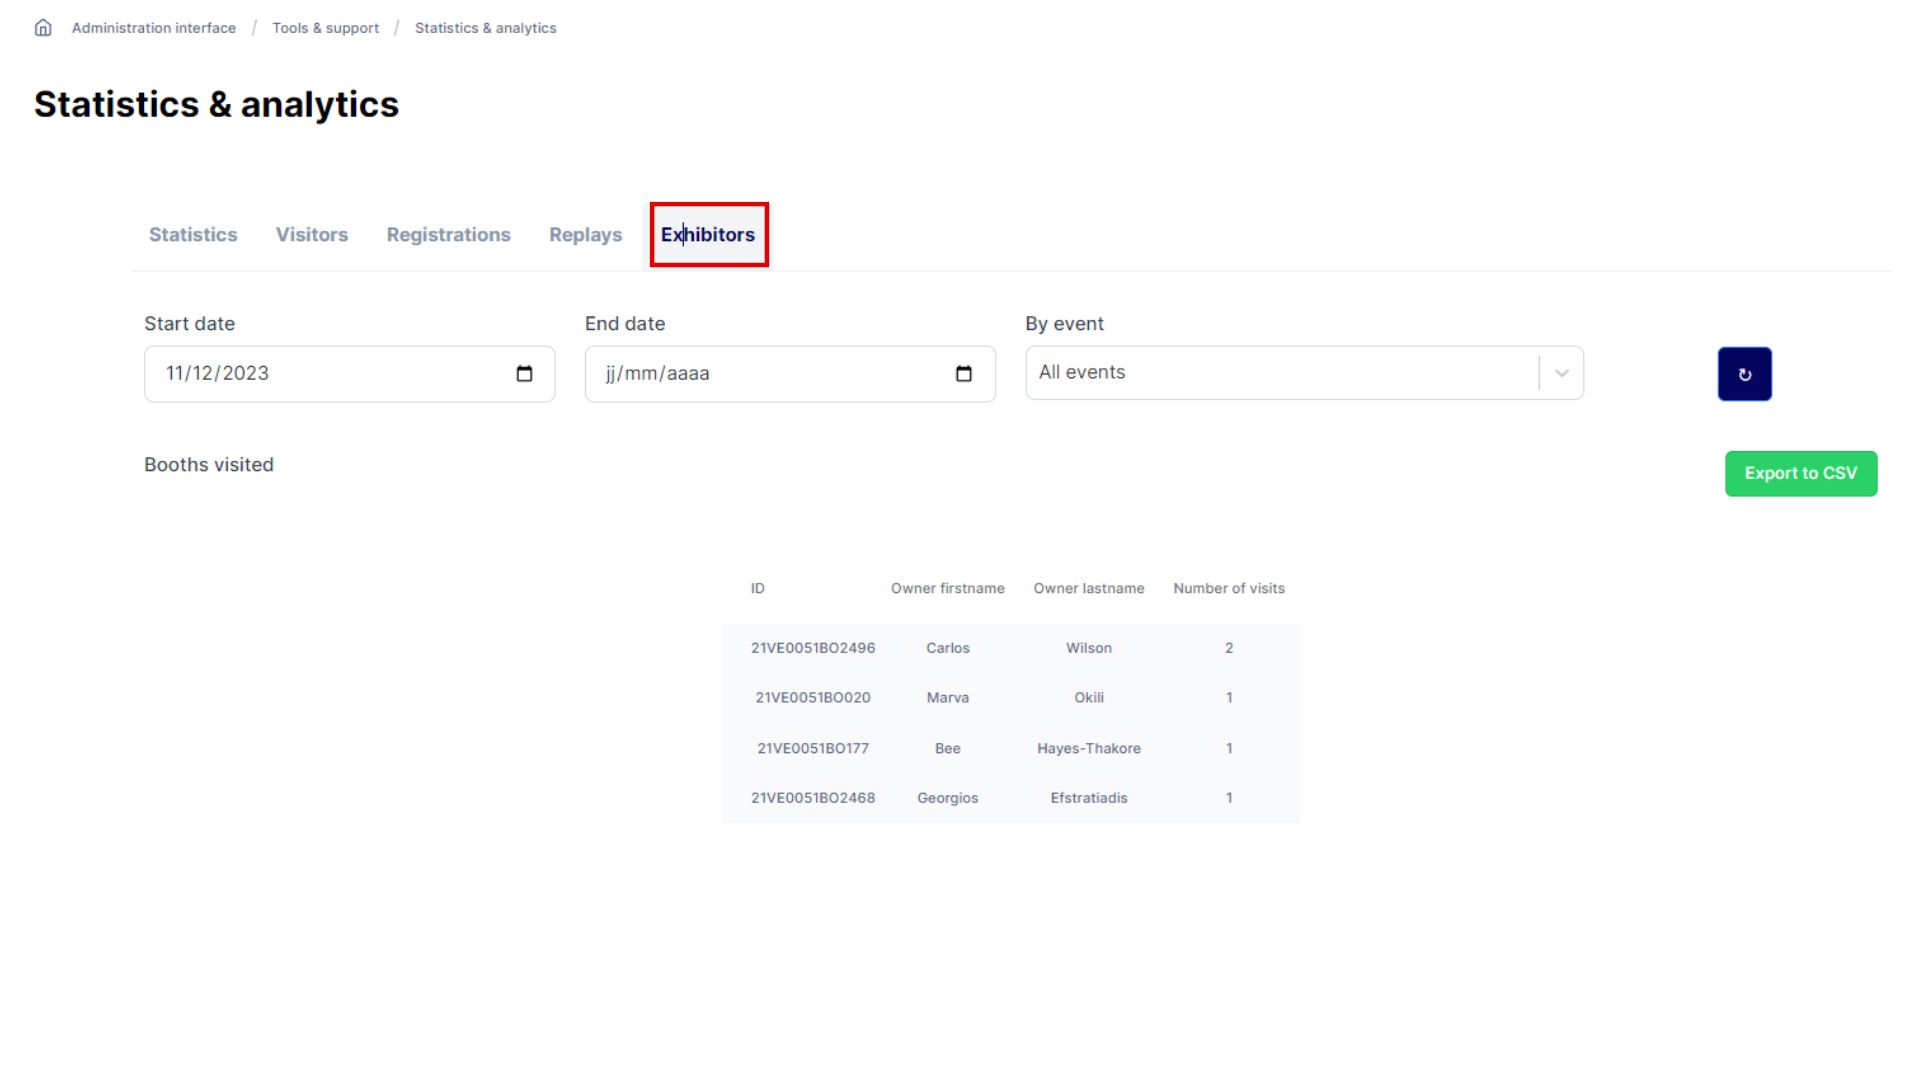 Administration interface / Tools & support / Statistics & analytics
Statistics & analytics
Statistics Visitors Registrations Replays Exhibitors
Start date End date By event
11/12/2023 jj/mm/aaaa All events
Booths visited Export to CSV
ID Owner firstname Owner lastname Number of visits
21VE0051BO2496 Carlos Wilson 2
21VE0051BO020 Marva Okili 1
21VE0051BO177 Bee Hayes-Thakore 1
21VE0051BO2468 Georgios Efstratiadis 1